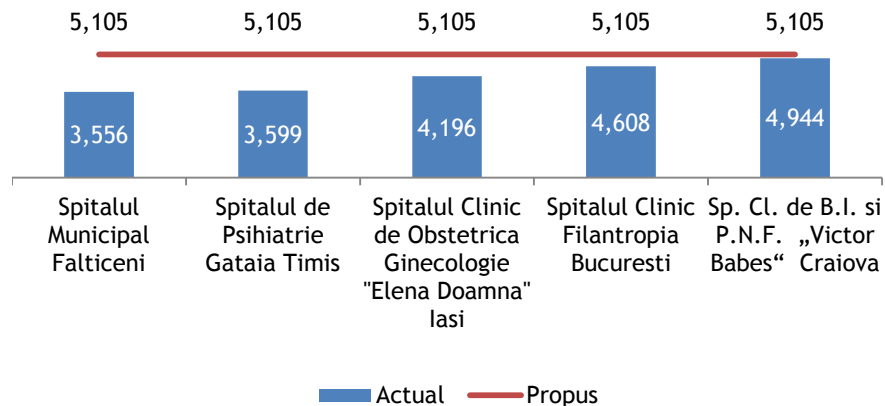 5,105 5,105 5,105 5,105 5,105
3,556 3,599 4,196 4,608 4,944
Spitalul
Municipal
Falticeni
Spitalul de
Psihiatrie
Gataia Timis
Spitalul Clinic
de Obstetrica
Ginecologie
"Elena Doamna"
Iasi
Spitalul Clinic
Filantropia
Bucuresti
Sp. Cl. de B.I. si
P.N.F. „Victor
Babes“ Craiova
Actual Propus